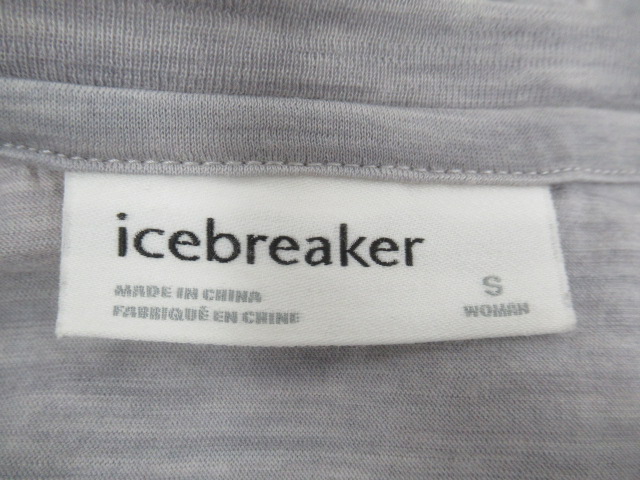 icebreaker
MADE IN CHINA
FABRIQUÉ EN CHINE
S
WOMAN